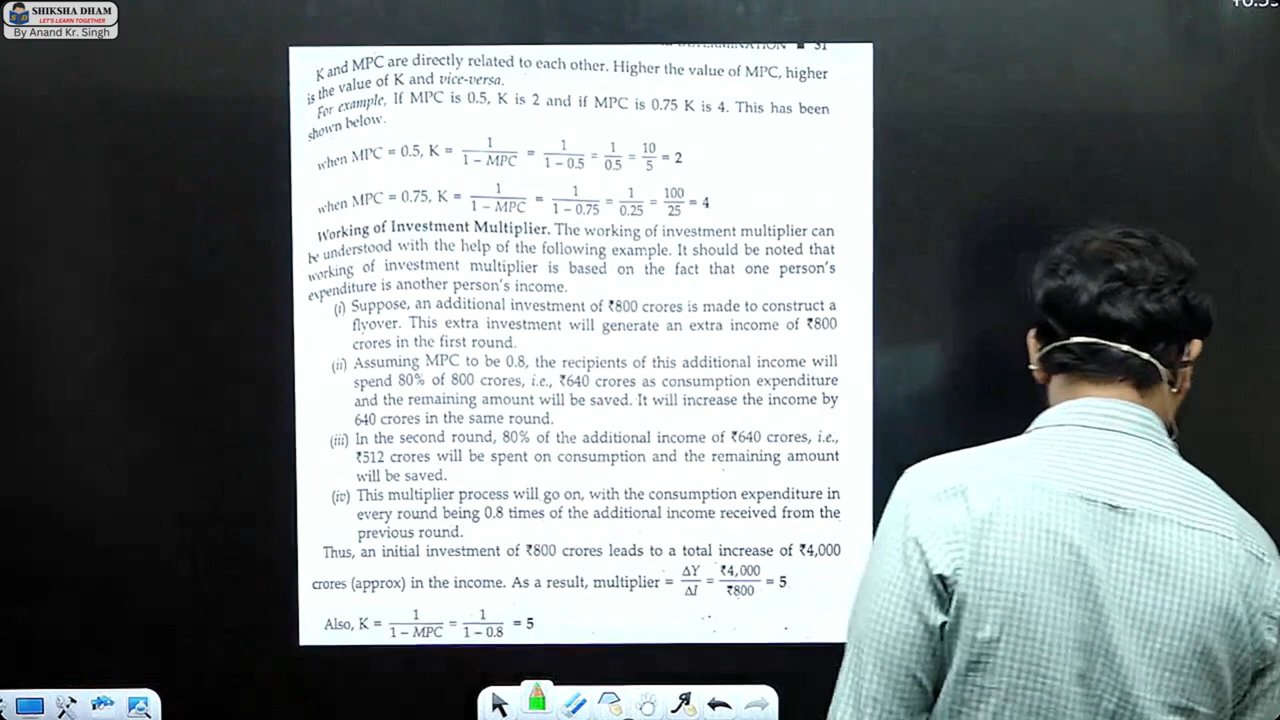 SHIKSHA DHAM
LET'S LEARN TOGETHER
By Anand Kr. Singh
DETERMINATION ■ 31
K and MPC are directly related to each other. Higher the value of MPC, higher
is the value of K and vice-versa.
For example, If MPC is 0.5, K is 2 and if MPC is 0.75 K is 4. This has been
shown below.
when MPC = 0.5, K = 1 / (1 − MPC) = 1 / (1 − 0.5) = 1 / 0.5 = 10 / 5 = 2
when MPC = 0.75, K = 1 / (1 − MPC) = 1 / (1 − 0.75) = 1 / 0.25 = 100 / 25 = 4
Working of Investment Multiplier. The working of investment multiplier can
be understood with the help of the following example. It should be noted that
working of investment multiplier is based on the fact that one person's
expenditure is another person's income.
(i) Suppose, an additional investment of ₹800 crores is made to construct a
flyover. This extra investment will generate an extra income of ₹800
crores in the first round.
(ii) Assuming MPC to be 0.8, the recipients of this additional income will
spend 80% of 800 crores, i.e., ₹640 crores as consumption expenditure
and the remaining amount will be saved. It will increase the income by
640 crores in the same round.
(iii) In the second round, 80% of the additional income of ₹640 crores, i.e.,
₹512 crores will be spent on consumption and the remaining amount
will be saved.
(iv) This multiplier process will go on, with the consumption expenditure in
every round being 0.8 times of the additional income received from the
previous round.
Thus, an initial investment of ₹800 crores leads to a total increase of ₹4,000
crores (approx) in the income. As a result, multiplier = ΔY / ΔI = ₹4,000 / ₹800 = 5
Also, K = 1 / (1 − MPC) = 1 / (1 − 0.8) = 5